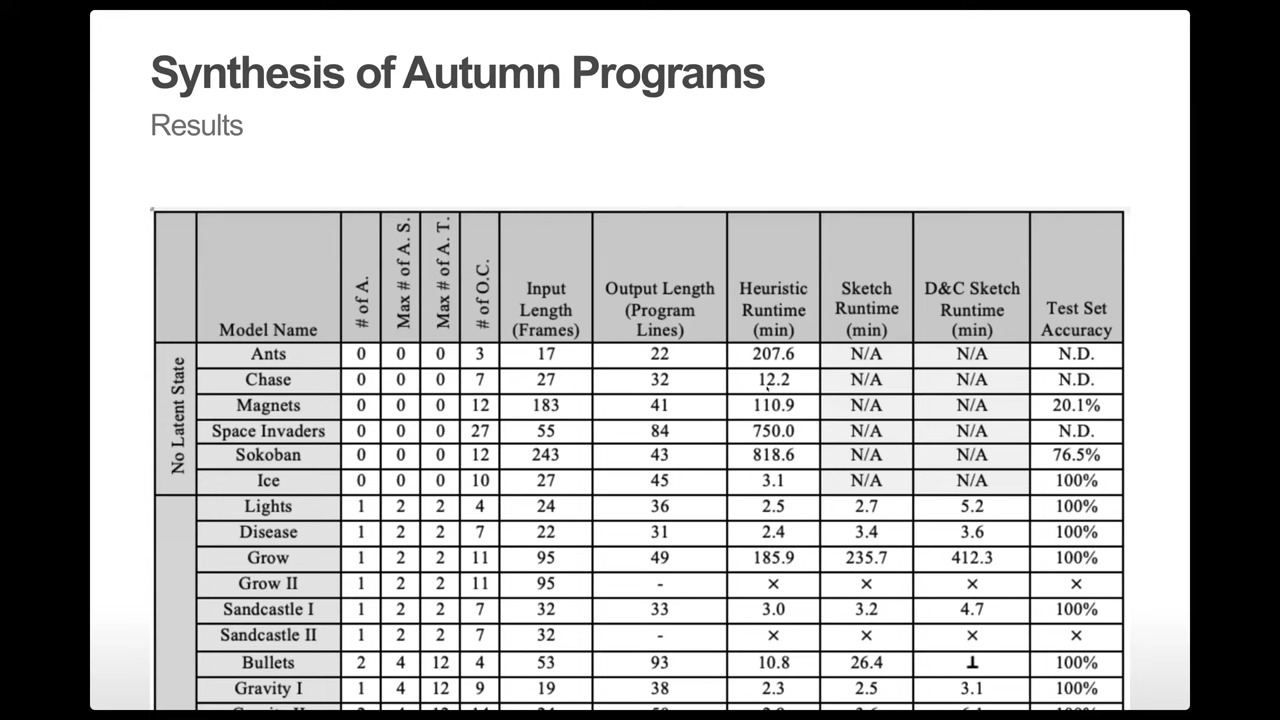 Synthesis of Autumn Programs
Results
Model Name | # of A. | Max # of A. S. | Max # of A. T. | # of O.C. | Input Length (Frames) | Output Length (Program Lines) | Heuristic Runtime (min) | Sketch Runtime (min) | D&C Sketch Runtime (min) | Test Set Accuracy
No Latent State
Ants 0 0 0 3 17 22 207.6 N/A N/A N.D.
Chase 0 0 0 7 27 32 12.2 N/A N/A N.D.
Magnets 0 0 0 12 183 41 110.9 N/A N/A 20.1%
Space Invaders 0 0 0 27 55 84 750.0 N/A N/A N.D.
Sokoban 0 0 0 12 243 43 818.6 N/A N/A 76.5%
Ice 0 0 0 10 27 45 3.1 N/A N/A 100%
Lights 1 2 2 4 24 36 2.5 2.7 5.2 100%
Disease 1 2 2 7 22 31 2.4 3.4 3.6 100%
Grow 1 2 2 11 95 49 185.9 235.7 412.3 100%
Grow II 1 2 2 11 95 - × × × ×
Sandcastle I 1 2 2 7 32 33 3.0 3.2 4.7 100%
Sandcastle II 1 2 2 7 32 - × × × ×
Bullets 2 4 12 4 53 93 10.8 26.4 ⊥ 100%
Gravity I 1 4 12 9 19 38 2.3 2.5 3.1 100%